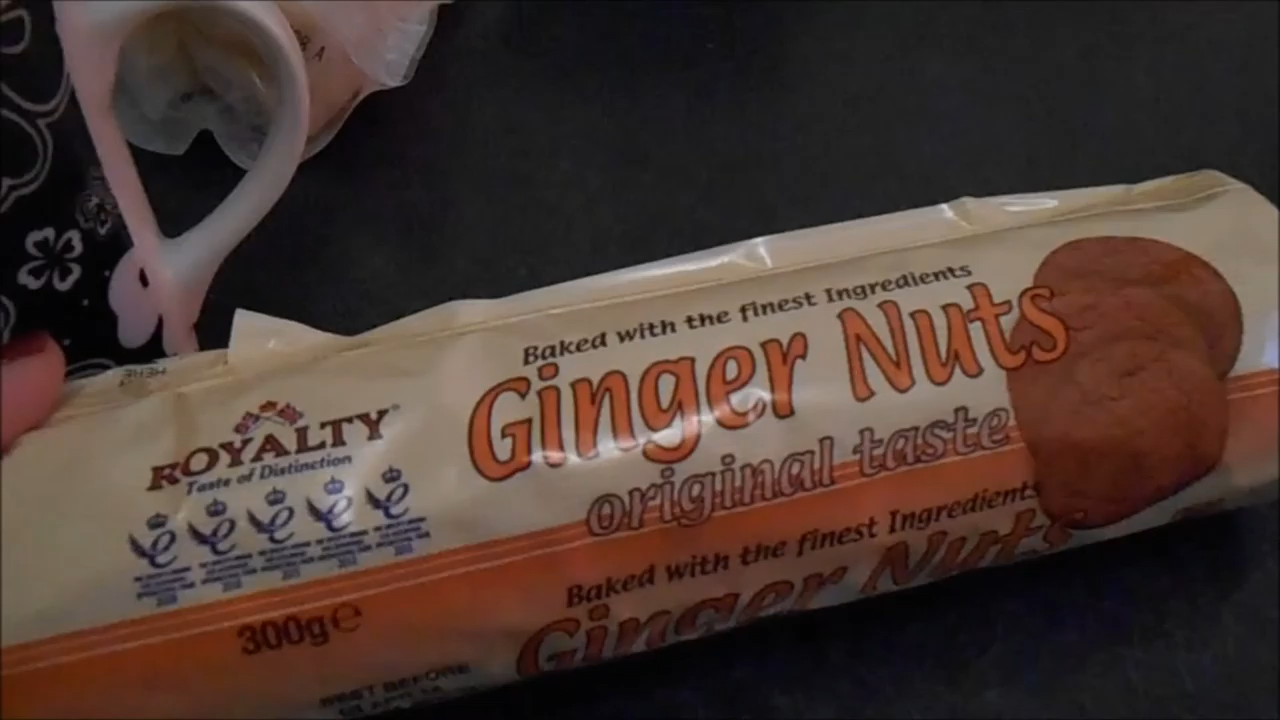 Baked with the finest Ingredients
Ginger Nuts
original taste
ROYALTY
Taste of Distinction
Baked with the finest Ingredients
Ginger Nuts
300g℮
BEFORE